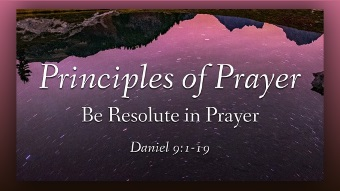 Principles of Prayer
Be Resolute in Prayer
Daniel 9:1-19